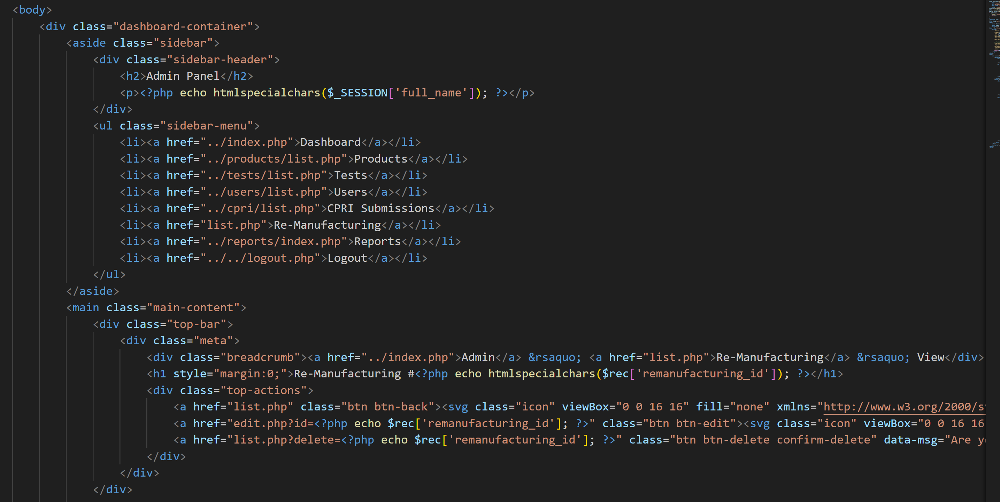 <body>
<div class="dashboard-container">
<aside class="sidebar">
<div class="sidebar-header">
<h2>Admin Panel</h2>
<p><?php echo htmlspecialchars($_SESSION['full_name']); ?></p>
</div>
<ul class="sidebar-menu">
<li><a href="../index.php">Dashboard</a></li>
<li><a href="../products/list.php">Products</a></li>
<li><a href="../tests/list.php">Tests</a></li>
<li><a href="../users/list.php">Users</a></li>
<li><a href="../cpri/list.php">CPRI Submissions</a></li>
<li><a href="list.php">Re-Manufacturing</a></li>
<li><a href="../reports/index.php">Reports</a></li>
<li><a href="../../logout.php">Logout</a></li>
</ul>
</aside>
<main class="main-content">
<div class="top-bar">
<div class="meta">
<div class="breadcrumb"><a href="../index.php">Admin</a> &rsaquo; <a href="list.php">Re-Manufacturing</a> &rsaquo; View</div>
<h1 style="margin:0;">Re-Manufacturing #<?php echo htmlspecialchars($rec['remanufacturing_id']); ?></h1>
<div class="top-actions">
<a href="list.php" class="btn btn-back"><svg class="icon" viewBox="0 0 16 16" fill="none" xmlns="http://www.w3.org/2000/s
<a href="edit.php?id=<?php echo $rec['remanufacturing_id']; ?>" class="btn btn-edit"><svg class="icon" viewBox="0 0 16 16
<a href="list.php?delete=<?php echo $rec['remanufacturing_id']; ?>" class="btn btn-delete confirm-delete" data-msg="Are y
</div>
</div>
</div>